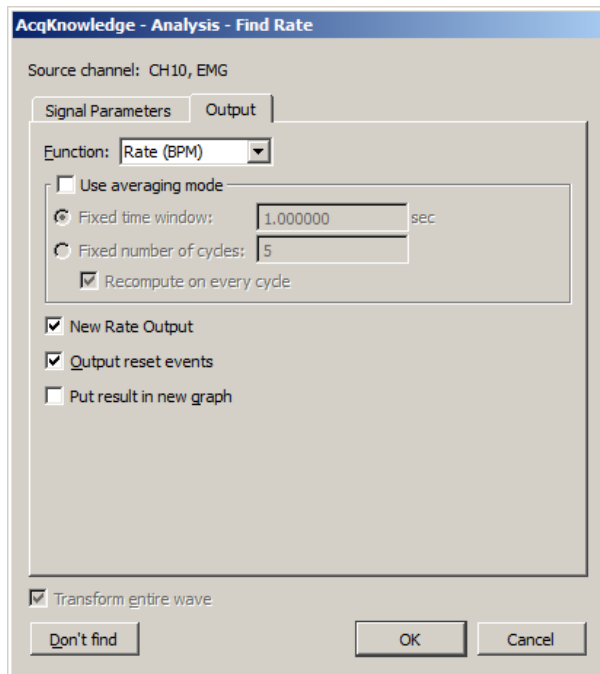 AcqKnowledge - Analysis - Find Rate
Source channel: CH10, EMG
Signal Parameters Output
Function: Rate (BPM)
Use averaging mode
Fixed time window: 1.000000 sec
Fixed number of cycles: 5
Recompute on every cycle
New Rate Output
Output reset events
Put result in new graph
Transform entire wave
Don't find OK Cancel